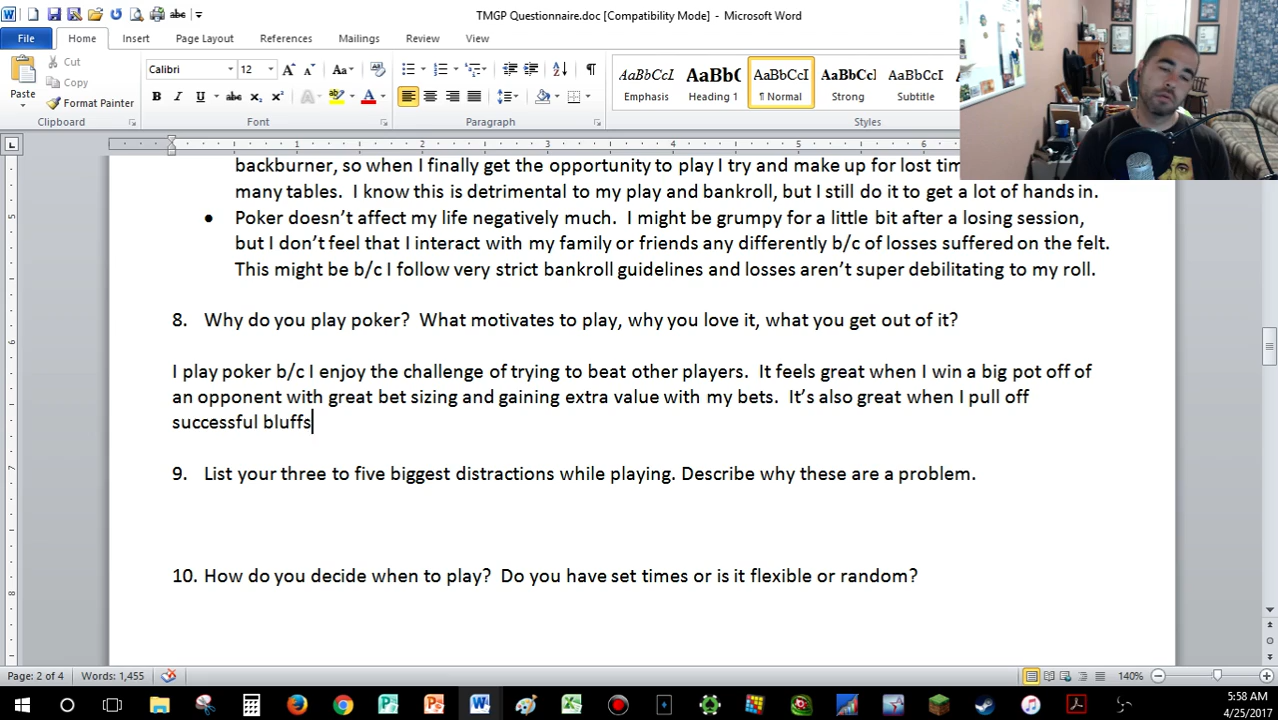 TMGP Questionnaire.doc [Compatibility Mode] - Microsoft Word
File Home Insert Page Layout References Mailings Review View
Paste
Cut
Copy
Format Painter
Calibri 12
AaBbCcI AaBbC AaBbCcI AaBbCcI AaBbCcI
Emphasis Heading 1 ¶ Normal Strong Subtitle
Clipboard Font Paragraph Styles
backburner, so when I finally get the opportunity to play I try and make up for lost
many tables. I know this is detrimental to my play and bankroll, but I still do it to get a lot of hands in.
• Poker doesn't affect my life negatively much. I might be grumpy for a little bit after a losing session,
but I don't feel that I interact with my family or friends any differently b/c of losses suffered on the felt.
This might be b/c I follow very strict bankroll guidelines and losses aren't super debilitating to my roll.
8. Why do you play poker? What motivates to play, why you love it, what you get out of it?
I play poker b/c I enjoy the challenge of trying to beat other players. It feels great when I win a big pot off of
an opponent with great bet sizing and gaining extra value with my bets. It's also great when I pull off
successful bluffs
9. List your three to five biggest distractions while playing. Describe why these are a problem.
10. How do you decide when to play? Do you have set times or is it flexible or random?
Page: 2 of 4 Words: 1,455 140%
5:58 AM
4/25/2017